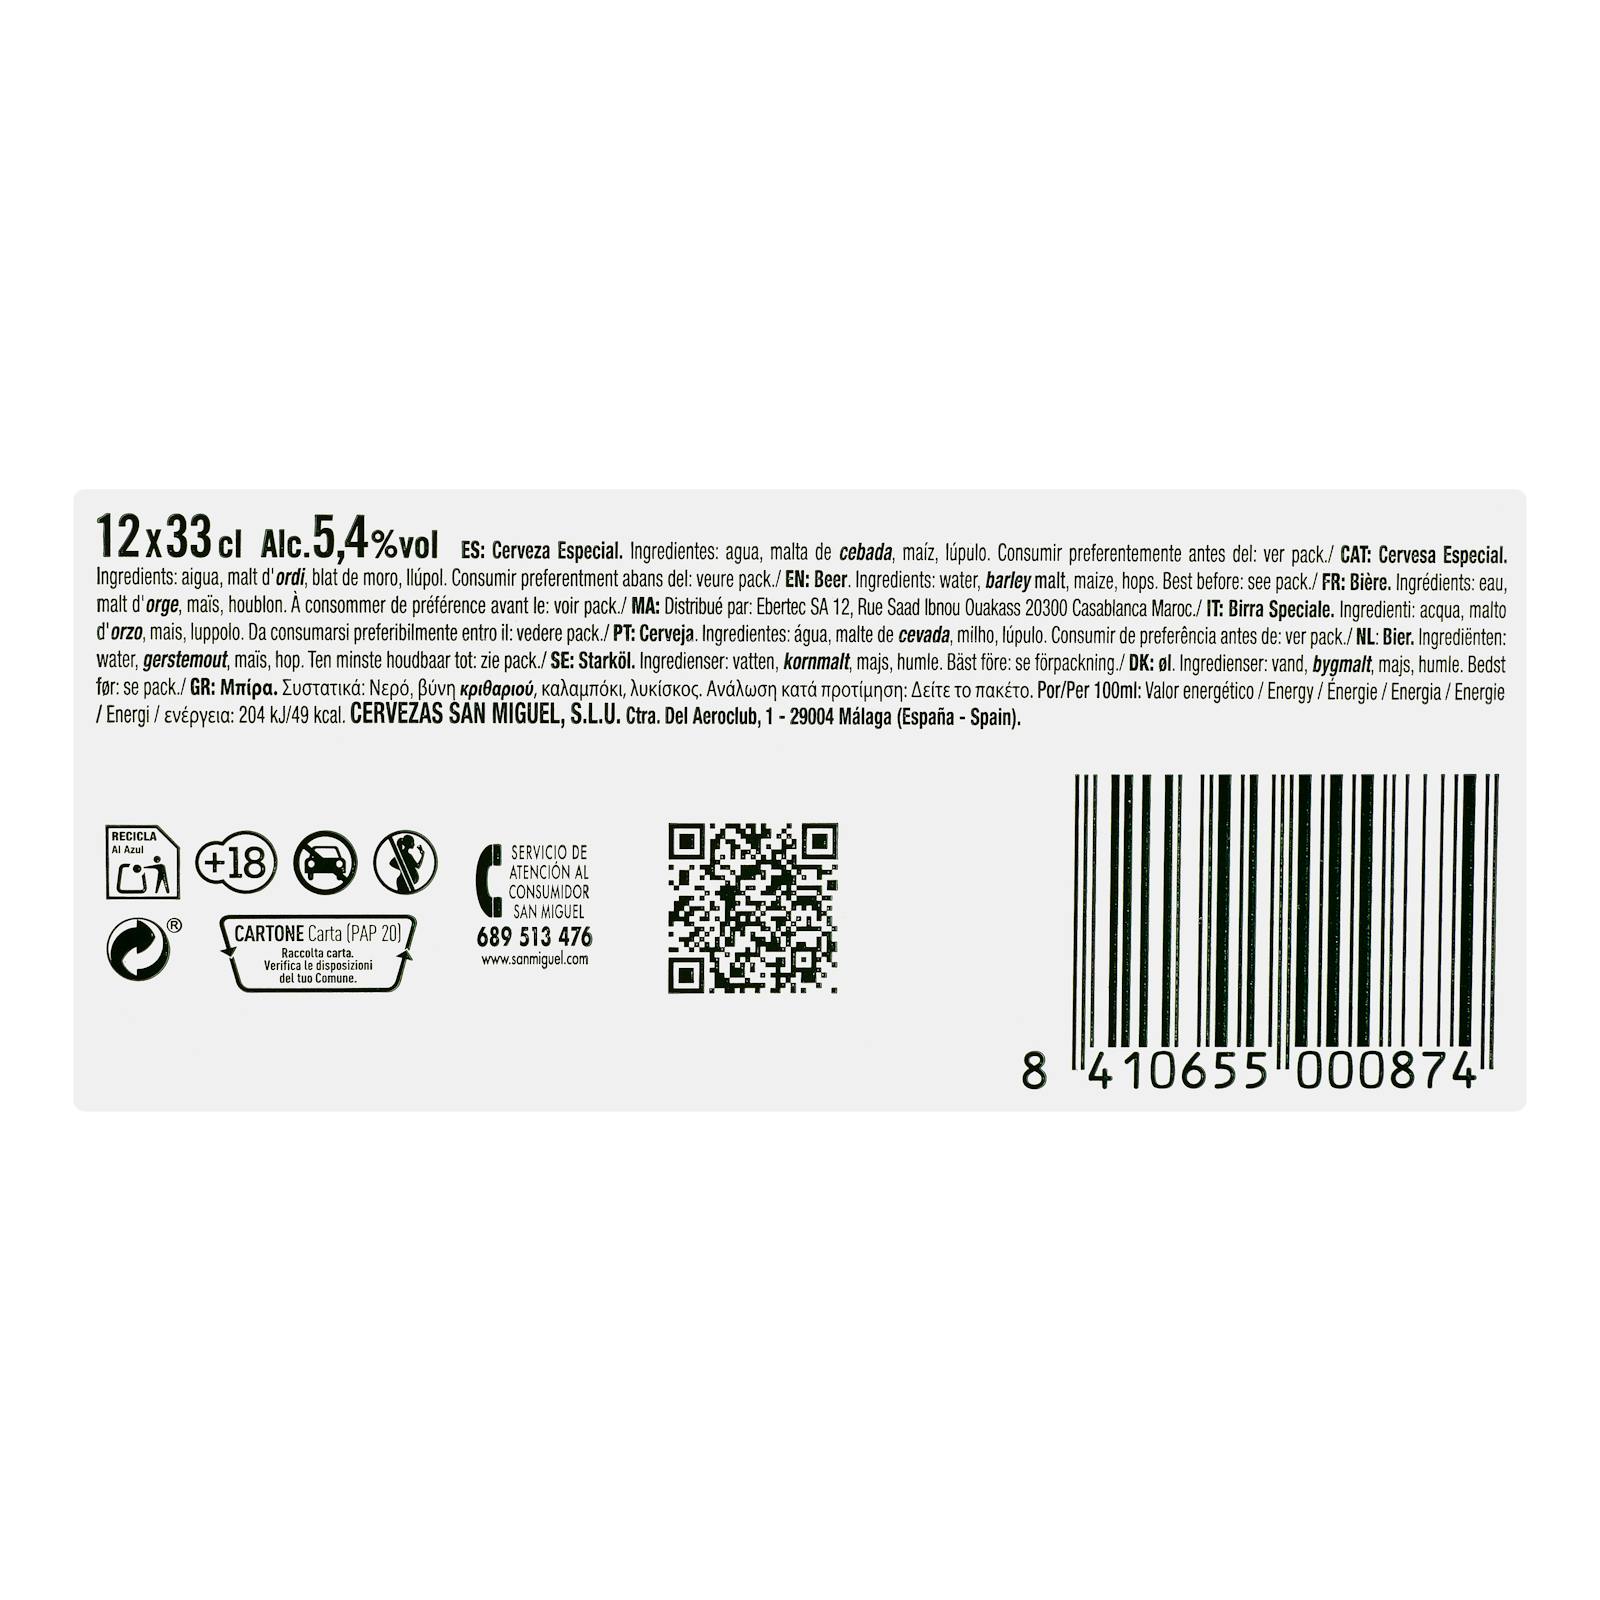 12x33 cl Alc.5,4%vol ES: Cerveza Especial. Ingredientes: agua, malta de cebada, maíz, lúpulo. Consumir preferentemente antes del: ver pack./ CAT: Cervesa Especial.
Ingredients: aigua, malt d'ordi, blat de moro, llúpol. Consumir preferentment abans del: veure pack./ EN: Beer. Ingredients: water, barley malt, maize, hops. Best before: see pack./ FR: Bière. Ingrédients: eau,
malt d'orge, maïs, houblon. À consommer de préférence avant le: voir pack./ MA: Distribué par: Ebertec SA 12, Rue Saad Ibnou Ouakass 20300 Casablanca Maroc./ IT: Birra Speciale. Ingredienti: acqua, malto
d'orzo, mais, luppolo. Da consumarsi preferibilmente entro il: vedere pack./ PT: Cerveja. Ingredientes: água, malte de cevada, milho, lúpulo. Consumir de preferência antes de: ver pack./ NL: Bier. Ingrediënten:
water, gerstemout, maïs, hop. Ten minste houdbaar tot: zie pack./ SE: Starköl. Ingredienser: vatten, kornmalt, majs, humle. Bäst före: se förpackning./ DK: øl. Ingredienser: vand, bygmalt, majs, humle. Bedst
før: se pack./ GR: Μπίρα. Συστατικά: Νερό, βύνη κριθαριού, καλαμπόκι, λυκίσκος. Ανάλωση κατά προτίμηση: Δείτε το πακέτο. Por/Per 100ml: Valor energético / Energy / Énergie / Energia / Energie
/ Energi / ενέργεια: 204 kJ/49 kcal. CERVEZAS SAN MIGUEL, S.L.U. Ctra. Del Aeroclub, 1 - 29004 Málaga (España - Spain).
RECICLA
Al Azul
+18
SERVICIO DE
ATENCIÓN AL
CONSUMIDOR
SAN MIGUEL
689 513 476
www.sanmiguel.com
®
CARTONE Carta (PAP 20)
Raccolta carta.
Verifica le disposizioni
del tuo Comune.
8 410655 000874